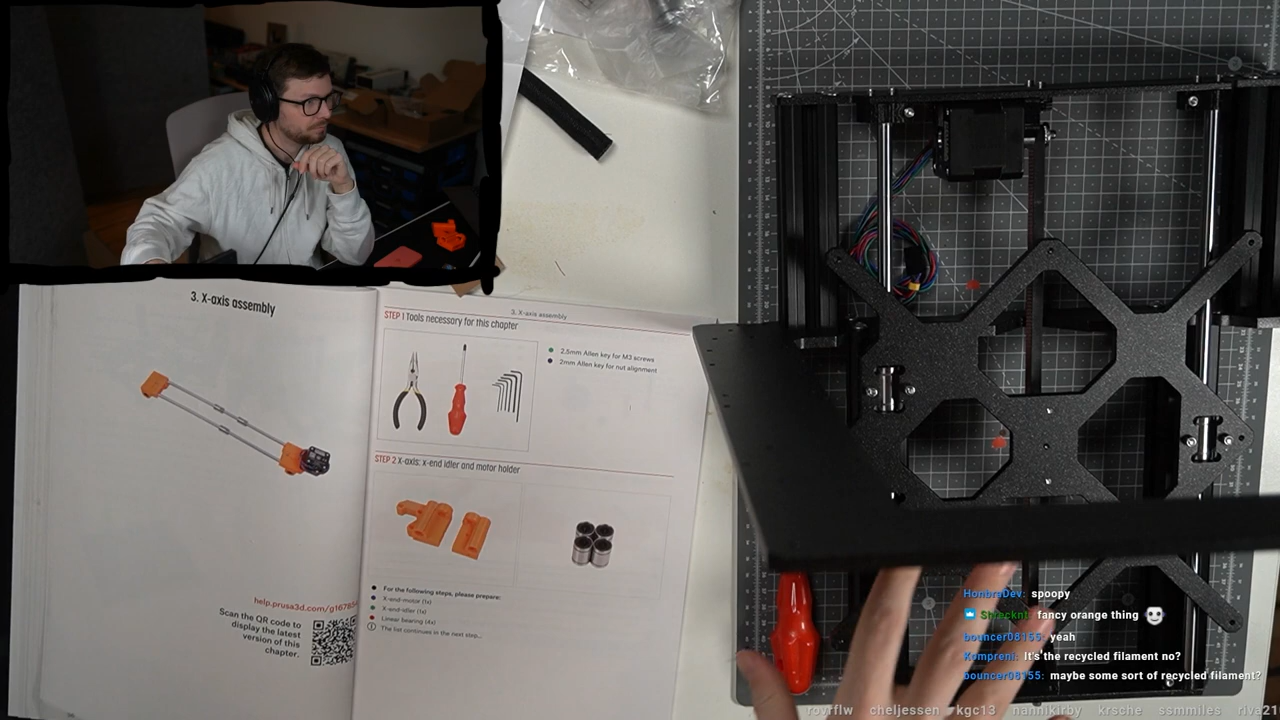 3. X-axis assembly
help.prusa3d.com/g1678
Scan the QR code to
display the latest
version of this
chapter.
3. X-axis assembly
STEP 1 Tools necessary for this chapter
2.5mm Allen key for M3 screws
2mm Allen key for nut alignment
STEP 2 X-axis: x-end idler and motor holder
For the following steps, please prepare:
X-end-motor (1x)
X-end-idler (1x)
Linear bearing (4x)
The list continues in the next step...
HonbraDev: spoopy
Shrecknt: fancy orange thing
bouncer08155: yeah
Kompreni: It's the recycled filament no?
bouncer08155: maybe some sort of recycled filament?
rovrflw cheljessen kgc13 nannikirby krsche ssmmiles riva21